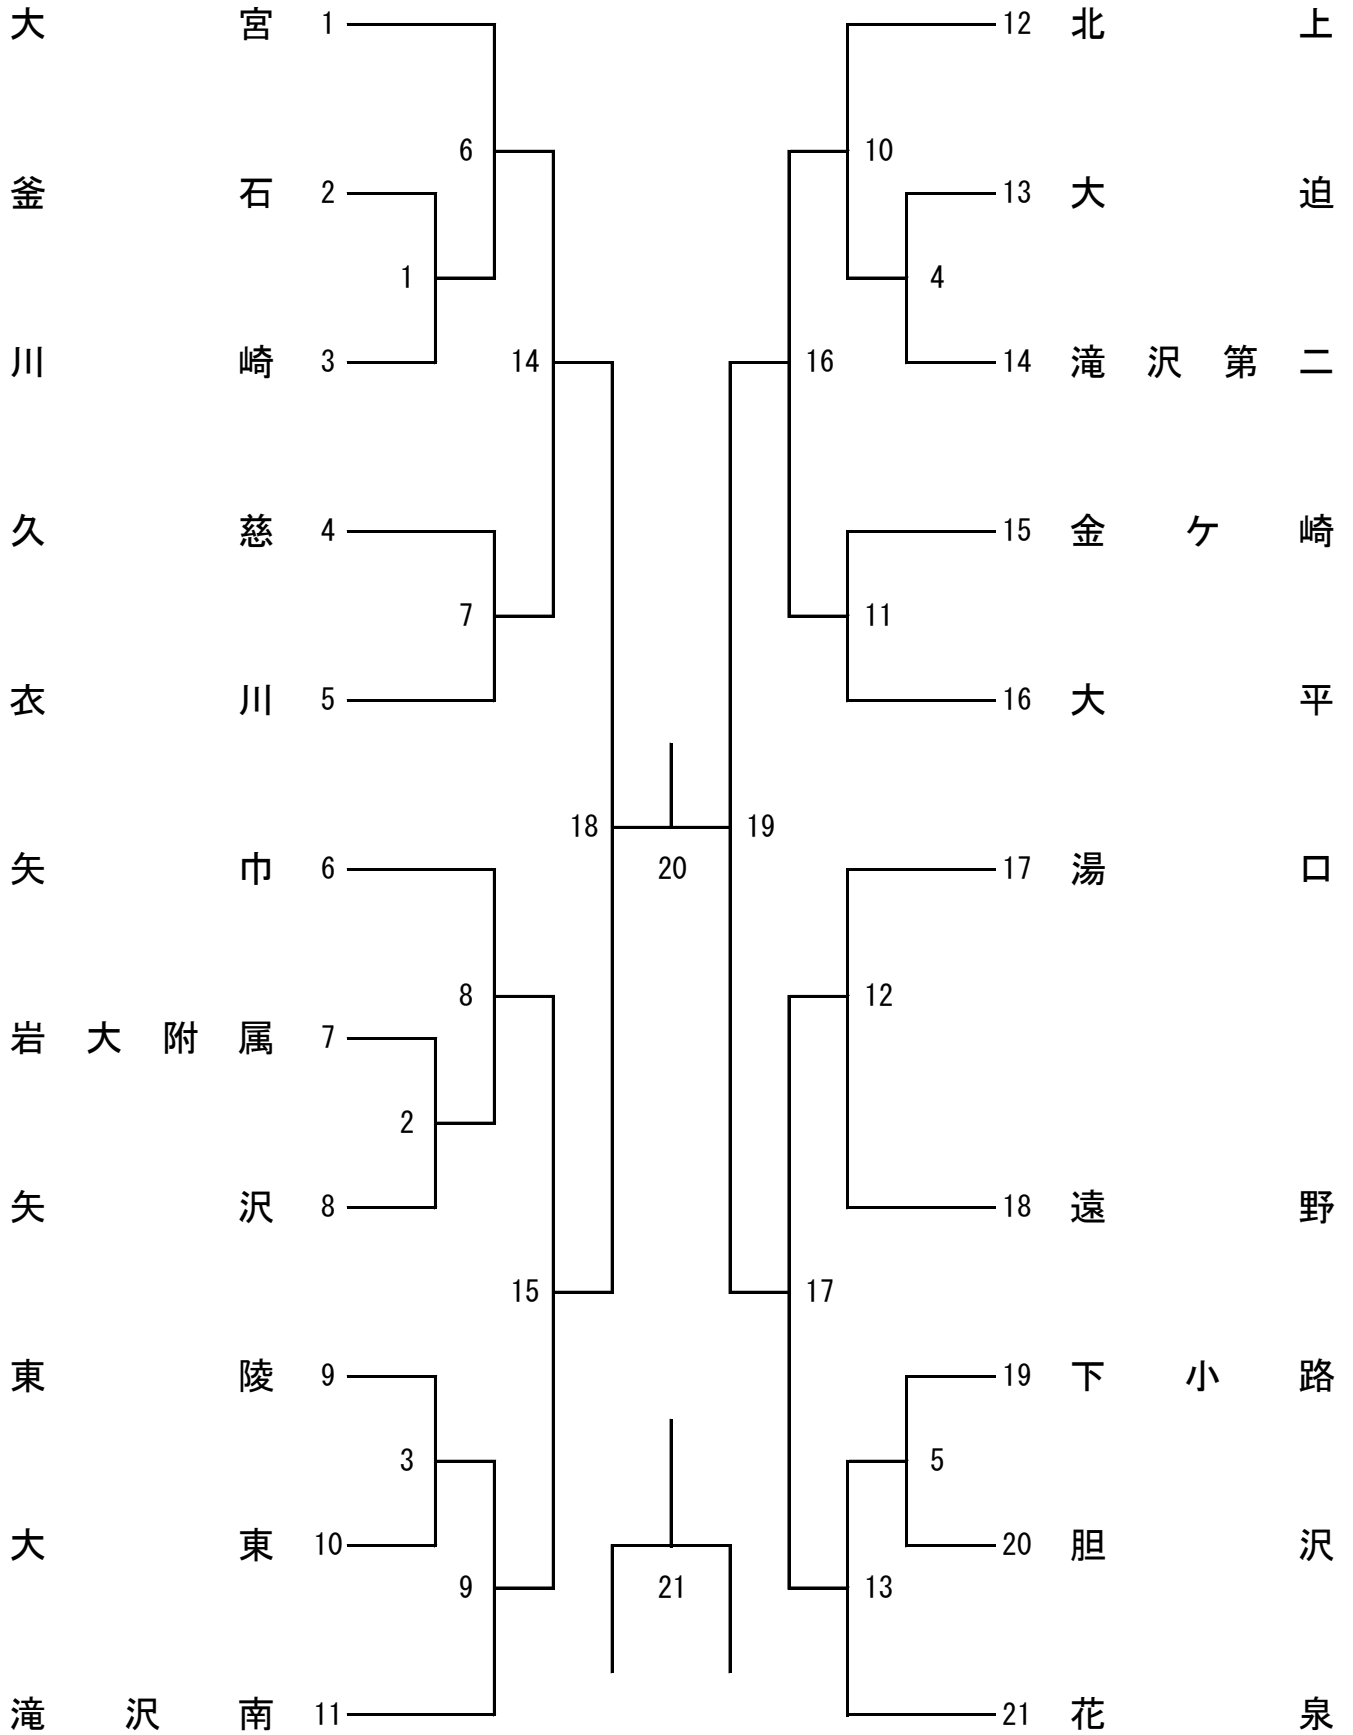 大宮 1 12 北上
6 10
釜石 2 13 大迫
1 4
川崎 3 14 16 14 滝沢第二
久慈 4 15 金ケ崎
7 11
衣川 5 16 大平
18 19
矢巾 6 20 17 湯口
8 12
岩大附属 7
2
矢沢 8 18 遠野
15 17
東陵 9 19 下小路
3 5
大東 10 20 胆沢
9 21 13
滝沢南 11 21 花泉